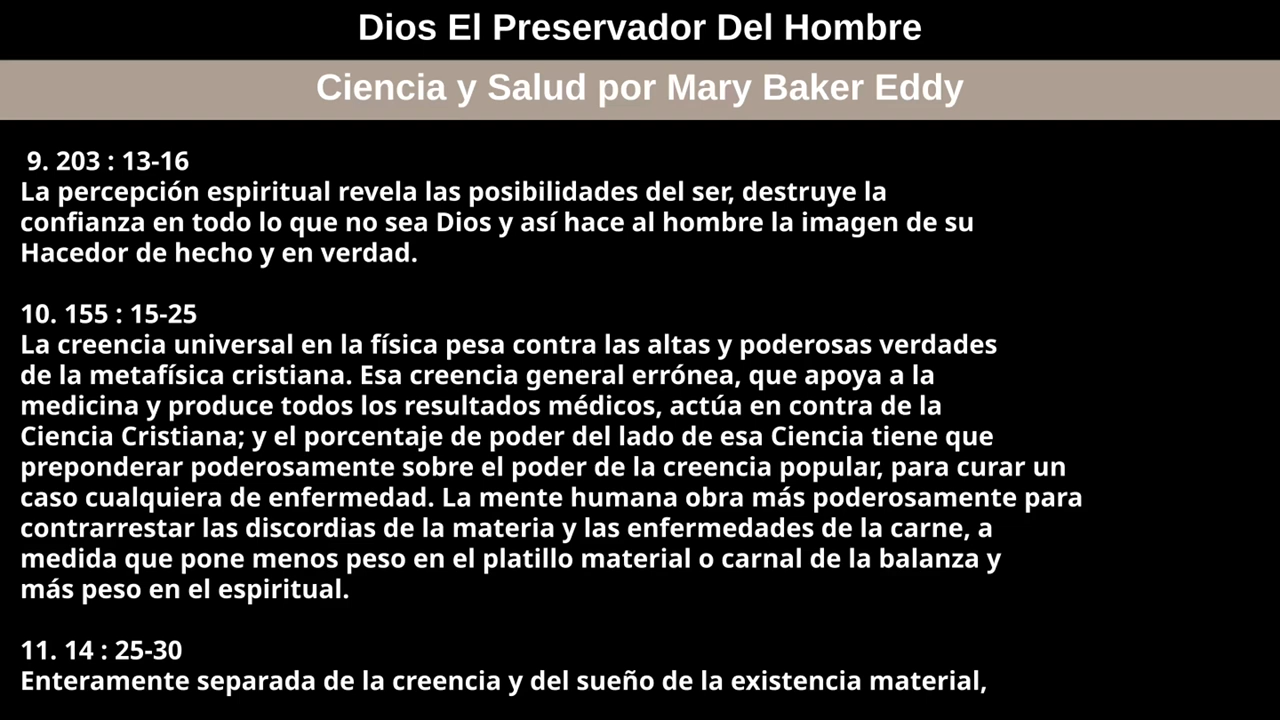 Dios El Preservador Del Hombre
Ciencia y Salud por Mary Baker Eddy
9. 203 : 13-16
La percepción espiritual revela las posibilidades del ser, destruye la
confianza en todo lo que no sea Dios y así hace al hombre la imagen de su
Hacedor de hecho y en verdad.
10. 155 : 15-25
La creencia universal en la física pesa contra las altas y poderosas verdades
de la metafísica cristiana. Esa creencia general errónea, que apoya a la
medicina y produce todos los resultados médicos, actúa en contra de la
Ciencia Cristiana; y el porcentaje de poder del lado de esa Ciencia tiene que
preponderar poderosamente sobre el poder de la creencia popular, para curar un
caso cualquiera de enfermedad. La mente humana obra más poderosamente para
contrarrestar las discordias de la materia y las enfermedades de la carne, a
medida que pone menos peso en el platillo material o carnal de la balanza y
más peso en el espiritual.
11. 14 : 25-30
Enteramente separada de la creencia y del sueño de la existencia material,